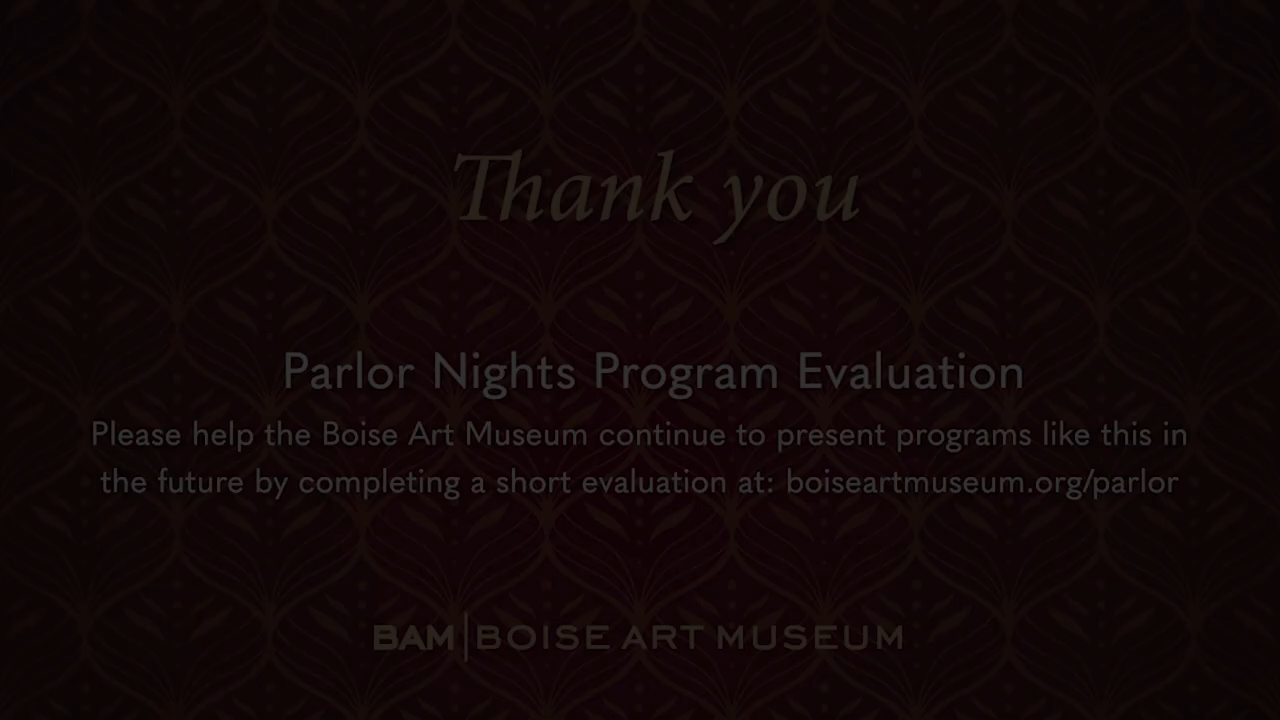 Thank you
Parlor Nights Program Evaluation
Please help the Boise Art Museum continue to present programs like this in
the future by completing a short evaluation at: boiseartmuseum.org/parlor
BAM|BOISE ART MUSEUM